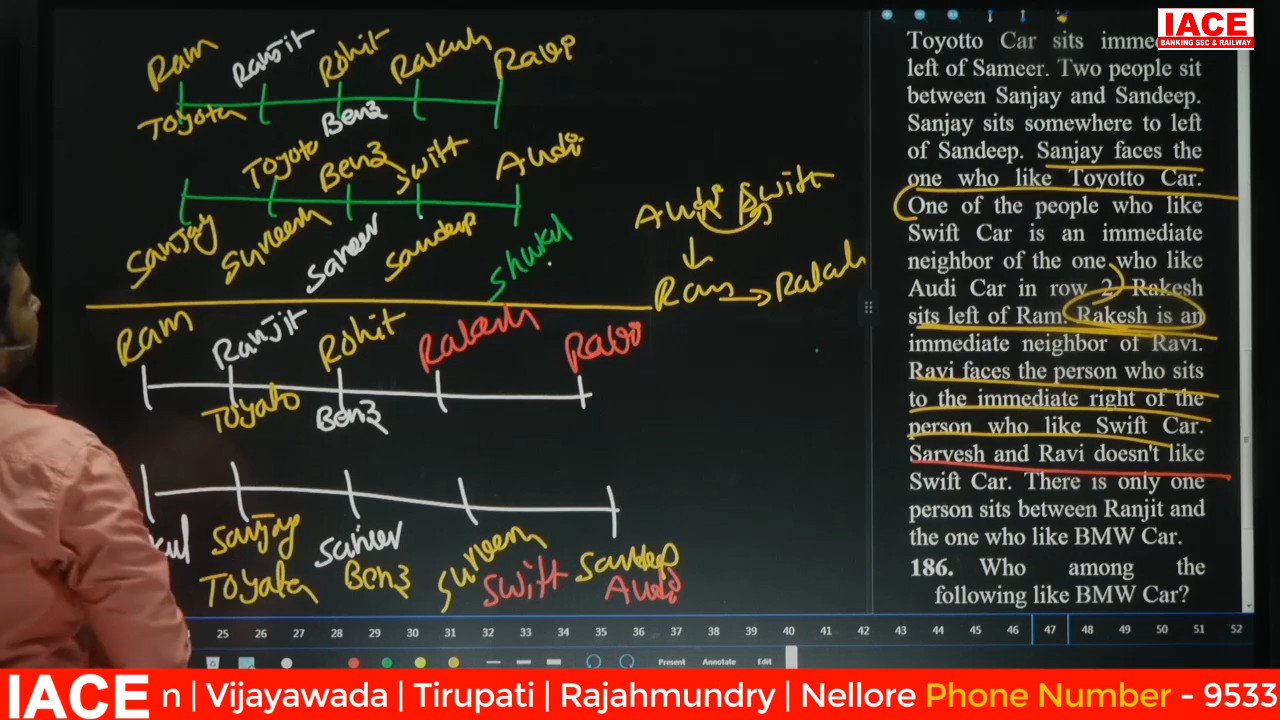 Ram Ranjit Rohit Rakesh Ravi
Toyota Benz
Toyota Benz Swift Audi
Sanjay Sureem Sameer Sandeep Shukul
Audi Swift
Ram Rakesh
Ram Ranjit Rohit Rakesh Ravi
Toyato Benz
kul Sanjay Sameer Sureem Sandeep
Toyata Benz Swift Audi
IACE
BANKING SSC & RAILWAY
Toyotto Car sits
left of Sameer. Two people sit
between Sanjay and Sandeep.
Sanjay sits somewhere to left
of Sandeep. Sanjay faces the
one who like Toyotto Car.
One of the people who like
Swift Car is an immediate
neighbor of the one who like
Audi Car in row 2. Rakesh
sits left of Ram. Rakesh is an
immediate neighbor of Ravi.
Ravi faces the person who sits
to the immediate right of the
person who like Swift Car.
Sarvesh and Ravi doesn't like
Swift Car. There is only one
person sits between Ranjit and
the one who like BMW Car.
186. Who among the
following like BMW Car?
25 26 27 28 29 30 31 32 33 34 35 36 37 38 39 40 41 42 43 44 45 46 47 48 49 50 51 52
Present Annotate Edit
IACE n | Vijayawada | Tirupati | Rajahmundry | Nellore Phone Number - 9533